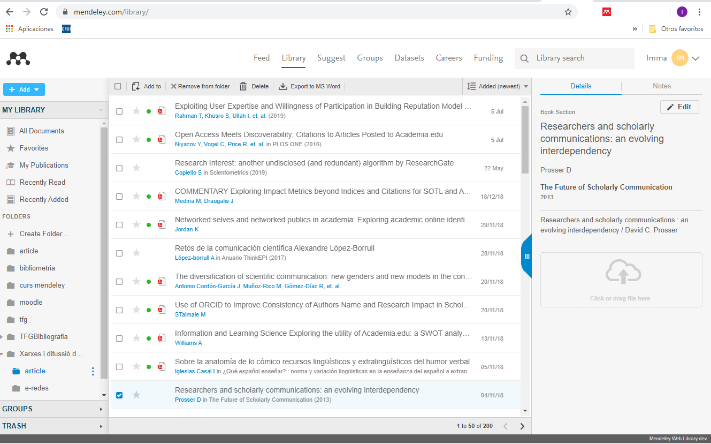 mendeley.com/library/
Aplicaciones
Otros favoritos
Feed Library Suggest Groups Datasets Careers Funding Library search Imma IM
+ Add
Add to Remove from folder Delete Export to MS Word Added (newest)
Details Notes
MY LIBRARY
All Documents
Favorites
My Publications
Recently Read
Recently Added
FOLDERS
Create Folder...
article
bibliometria
curs mendeley
moodle
tfg
TFGBibliografia
Xarxes i ditussió d...
article
e-redes
GROUPS
TRASH
Exploiting User Expertise and Willingness of Participation in Building Reputation Model ...
Rahman T, Khusro S, Ullah I. et. al. (2019)
5 Jul
Open Access Meets Discoverability: Citations to Articles Posted to Academia.edu
Niyazov Y, Vogel C, Price R. et. al. in PLOS ONE (2016)
5 Jul
Research Interest: another undisclosed (and redundant) algorithm by ResearchGate
Copiello S in Scientometrics (2019)
22 May
COMMENTARY Exploring Impact Metrics beyond Indices and Citations for SOTL and A...
Medina M, Draugalis J
18/12/18
Networked selves and networked publics in academia: Exploring academic online identi
Jordan K
29/11/18
Retos de la comunicación científica Alexandre López-Borrull
López-borrull A in Anuario ThinkEPI (2017)
28/11/18
The diversification of scientific communication: new genders and new models in the con...
Antonio Cordón-García J, Muñoz-Rico M, Gómez-Díaz R, et. al.
20/11/18
Use of ORCID to Improve Consistency of Authors Name and Research Impact in Schol...
STalmale M
20/11/18
Information and Learning Science Exploring the utility of Academia.edu: a SWOT analy...
Williams A
13/11/18
Sobre la anatomía de lo cómico recursos lingüísticos y extralingüísticos del humor verbal
Iglesias Casal I in ¿Qué español enseñar? : norma y variación lingüísticas en la enseñanza del español a extran
05/11/18
Researchers and scholarly communications: an evolving interdependency
Prosser D in The Future of Scholarly Communication (2013)
04/11/18
1 to 50 of 200
Book Section
Edit
Researchers and scholarly
communications: an evolving
interdependency
Prosser D
The Future of Scholarly Communication
2013
Researchers and scholarly communications : an
evolving interdependency / David C. Prosser
Click or drag file here
Mendeley Web Library dev